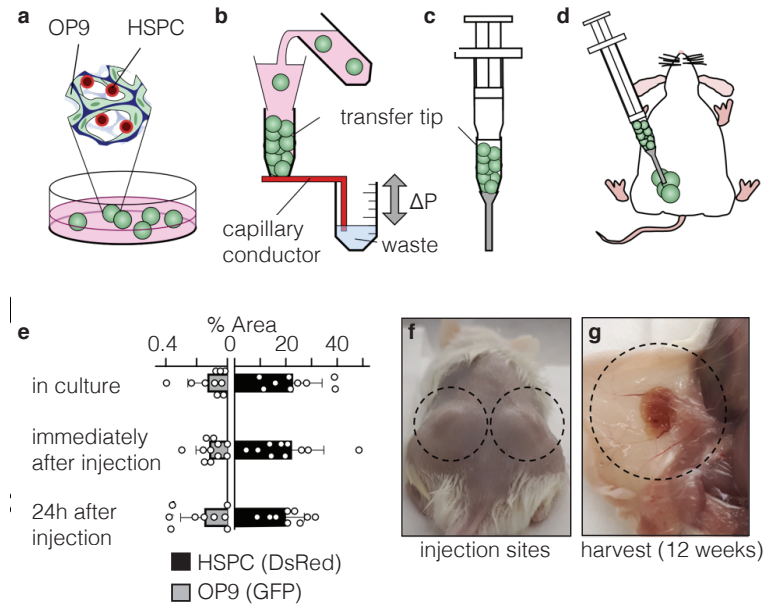 a
OP9
HSPC
b
transfer tip
ΔP
capillary
conductor
waste
c
d
e
% Area
0.4
0
20
40
in culture
immediately
after injection
24h after
injection
HSPC (DsRed)
OP9 (GFP)
f
injection sites
g
harvest (12 weeks)